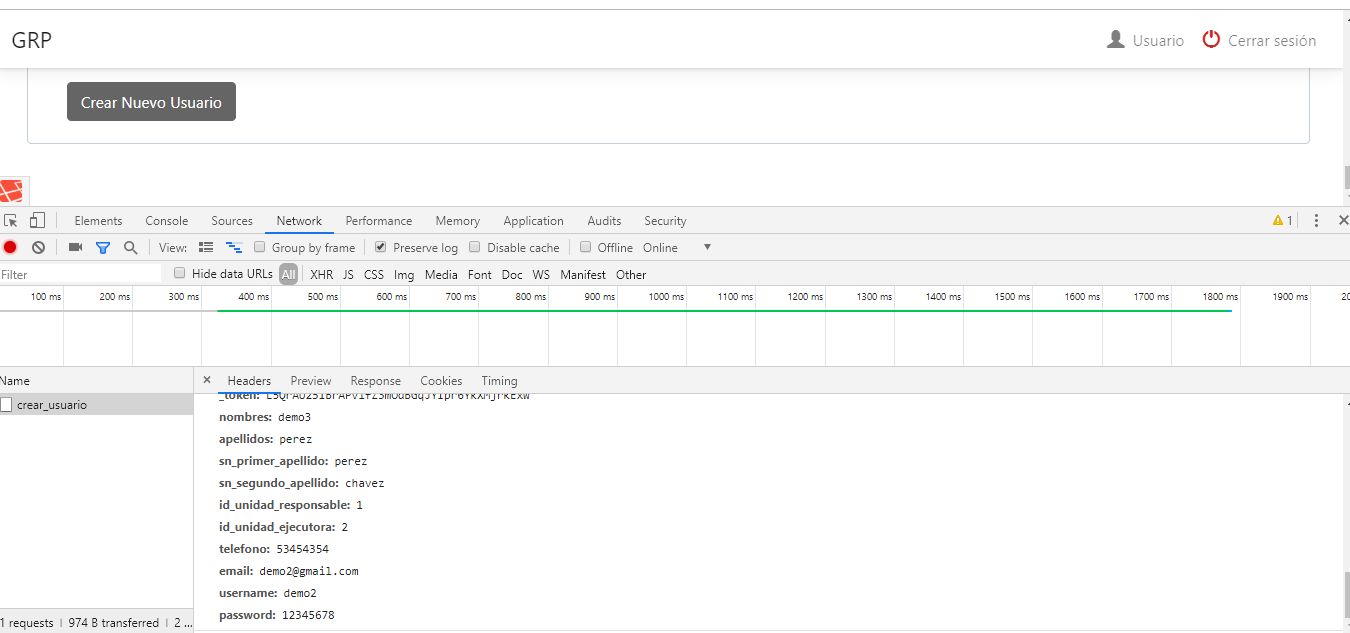 GRP Usuario Cerrar sesión
Crear Nuevo Usuario
Elements Console Sources Network Performance Memory Application Audits Security 1
View: Group by frame Preserve log Disable cache Offline Online
Filter Hide data URLs All XHR JS CSS Img Media Font Doc WS Manifest Other
100 ms 200 ms 300 ms 400 ms 500 ms 600 ms 700 ms 800 ms 900 ms 1000 ms 1100 ms 1200 ms 1300 ms 1400 ms 1500 ms 1600 ms 1700 ms 1800 ms 1900 ms 20
Name Headers Preview Response Cookies Timing
crear_usuario
_token:
nombres: demo3
apellidos: perez
sn_primer_apellido: perez
sn_segundo_apellido: chavez
id_unidad_responsable: 1
id_unidad_ejecutora: 2
telefono: 53454354
email: demo2@gmail.com
username: demo2
password: 12345678
1 requests 974 B transferred 2 ...